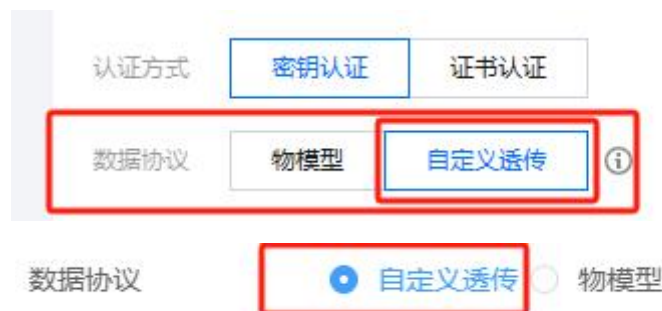 认证方式 密钥认证 证书认证
数据协议 物模型 自定义透传
数据协议 自定义透传 物模型